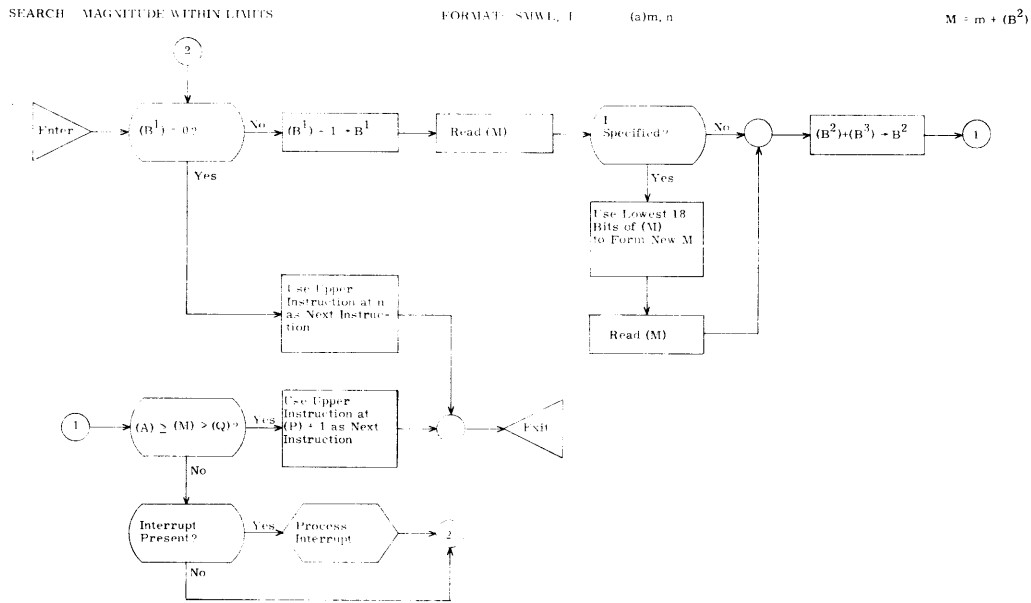 SEARCH MAGNITUDE WITHIN LIMITS
FORMAT: SMWL, I (a)m, n
M = m + (B²)
2
Enter
(B¹) = 0?
No
(B¹) - 1 → B¹
Read (M)
I
Specified?
No
(B²)+(B³) → B²
1
Yes
Yes
Use Lowest 18
Bits of (M)
to Form New M
Use Upper
Instruction at n
as Next Instruc-
tion
Read (M)
1
(A) ≥ (M) > (Q)?
Yes
Use Upper
Instruction at
(P) + 1 as Next
Instruction
Exit
No
Interrupt
Present?
Yes
Process
Interrupt
2
No